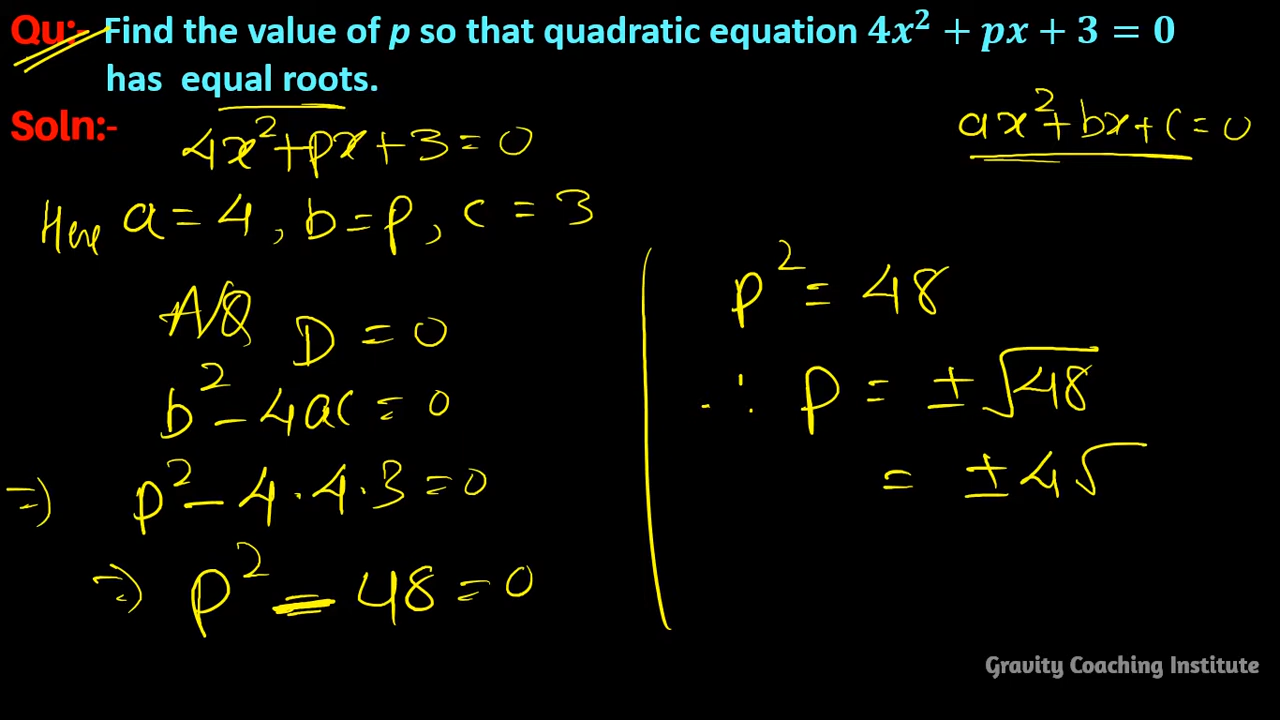 Qu:- Find the value of p so that quadratic equation 4x² + px + 3 = 0
has equal roots.
Soln:-
4x²+px+3=0
ax²+bx+c=0
Here a=4, b=p, c=3
A/Q D=0
b²-4ac=0
=) p²-4·4·3=0
=) p²-48=0
p²=48
∴ p=±√48
=±4√
Gravity Coaching Institute